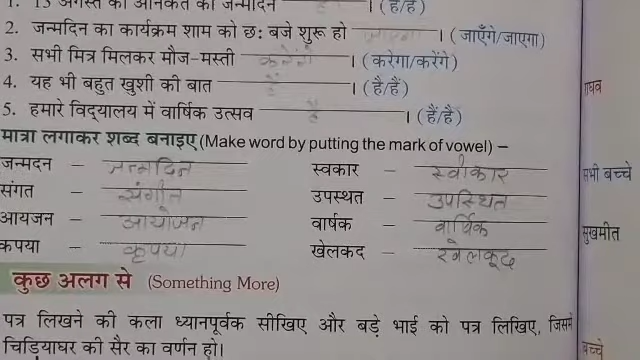 1. 15 अगस्त को अनिकेत का जन्मदिन । (है/हैं)
2. जन्मदिन का कार्यक्रम शाम को छः बजे शुरू हो जाएगा । (जाएँगे/जाएगा)
3. सभी मित्र मिलकर मौज-मस्ती करेंगे । (करेगा/करेंगे)
4. यह भी बहुत खुशी की बात है । (है/हैं)
5. हमारे विद्यालय में वार्षिक उत्सव है । (हैं/है)
मात्रा लगाकर शब्द बनाइए (Make word by putting the mark of vowel) –
जन्मदन – जन्मदिन स्वकार – स्वीकार
संगत – संगीत उपस्थत – उपस्थित
आयजन – आयोजन वार्षक – वार्षिक
कपया – कृपया खेलकद – खेलकूद
कुछ अलग से (Something More)
पत्र लिखने की कला ध्यानपूर्वक सीखिए और बड़े भाई को पत्र लिखिए, जिसमें
चिड़ियाघर की सैर का वर्णन हो।
सभी बच्चे
सुखमीत
बच्चे